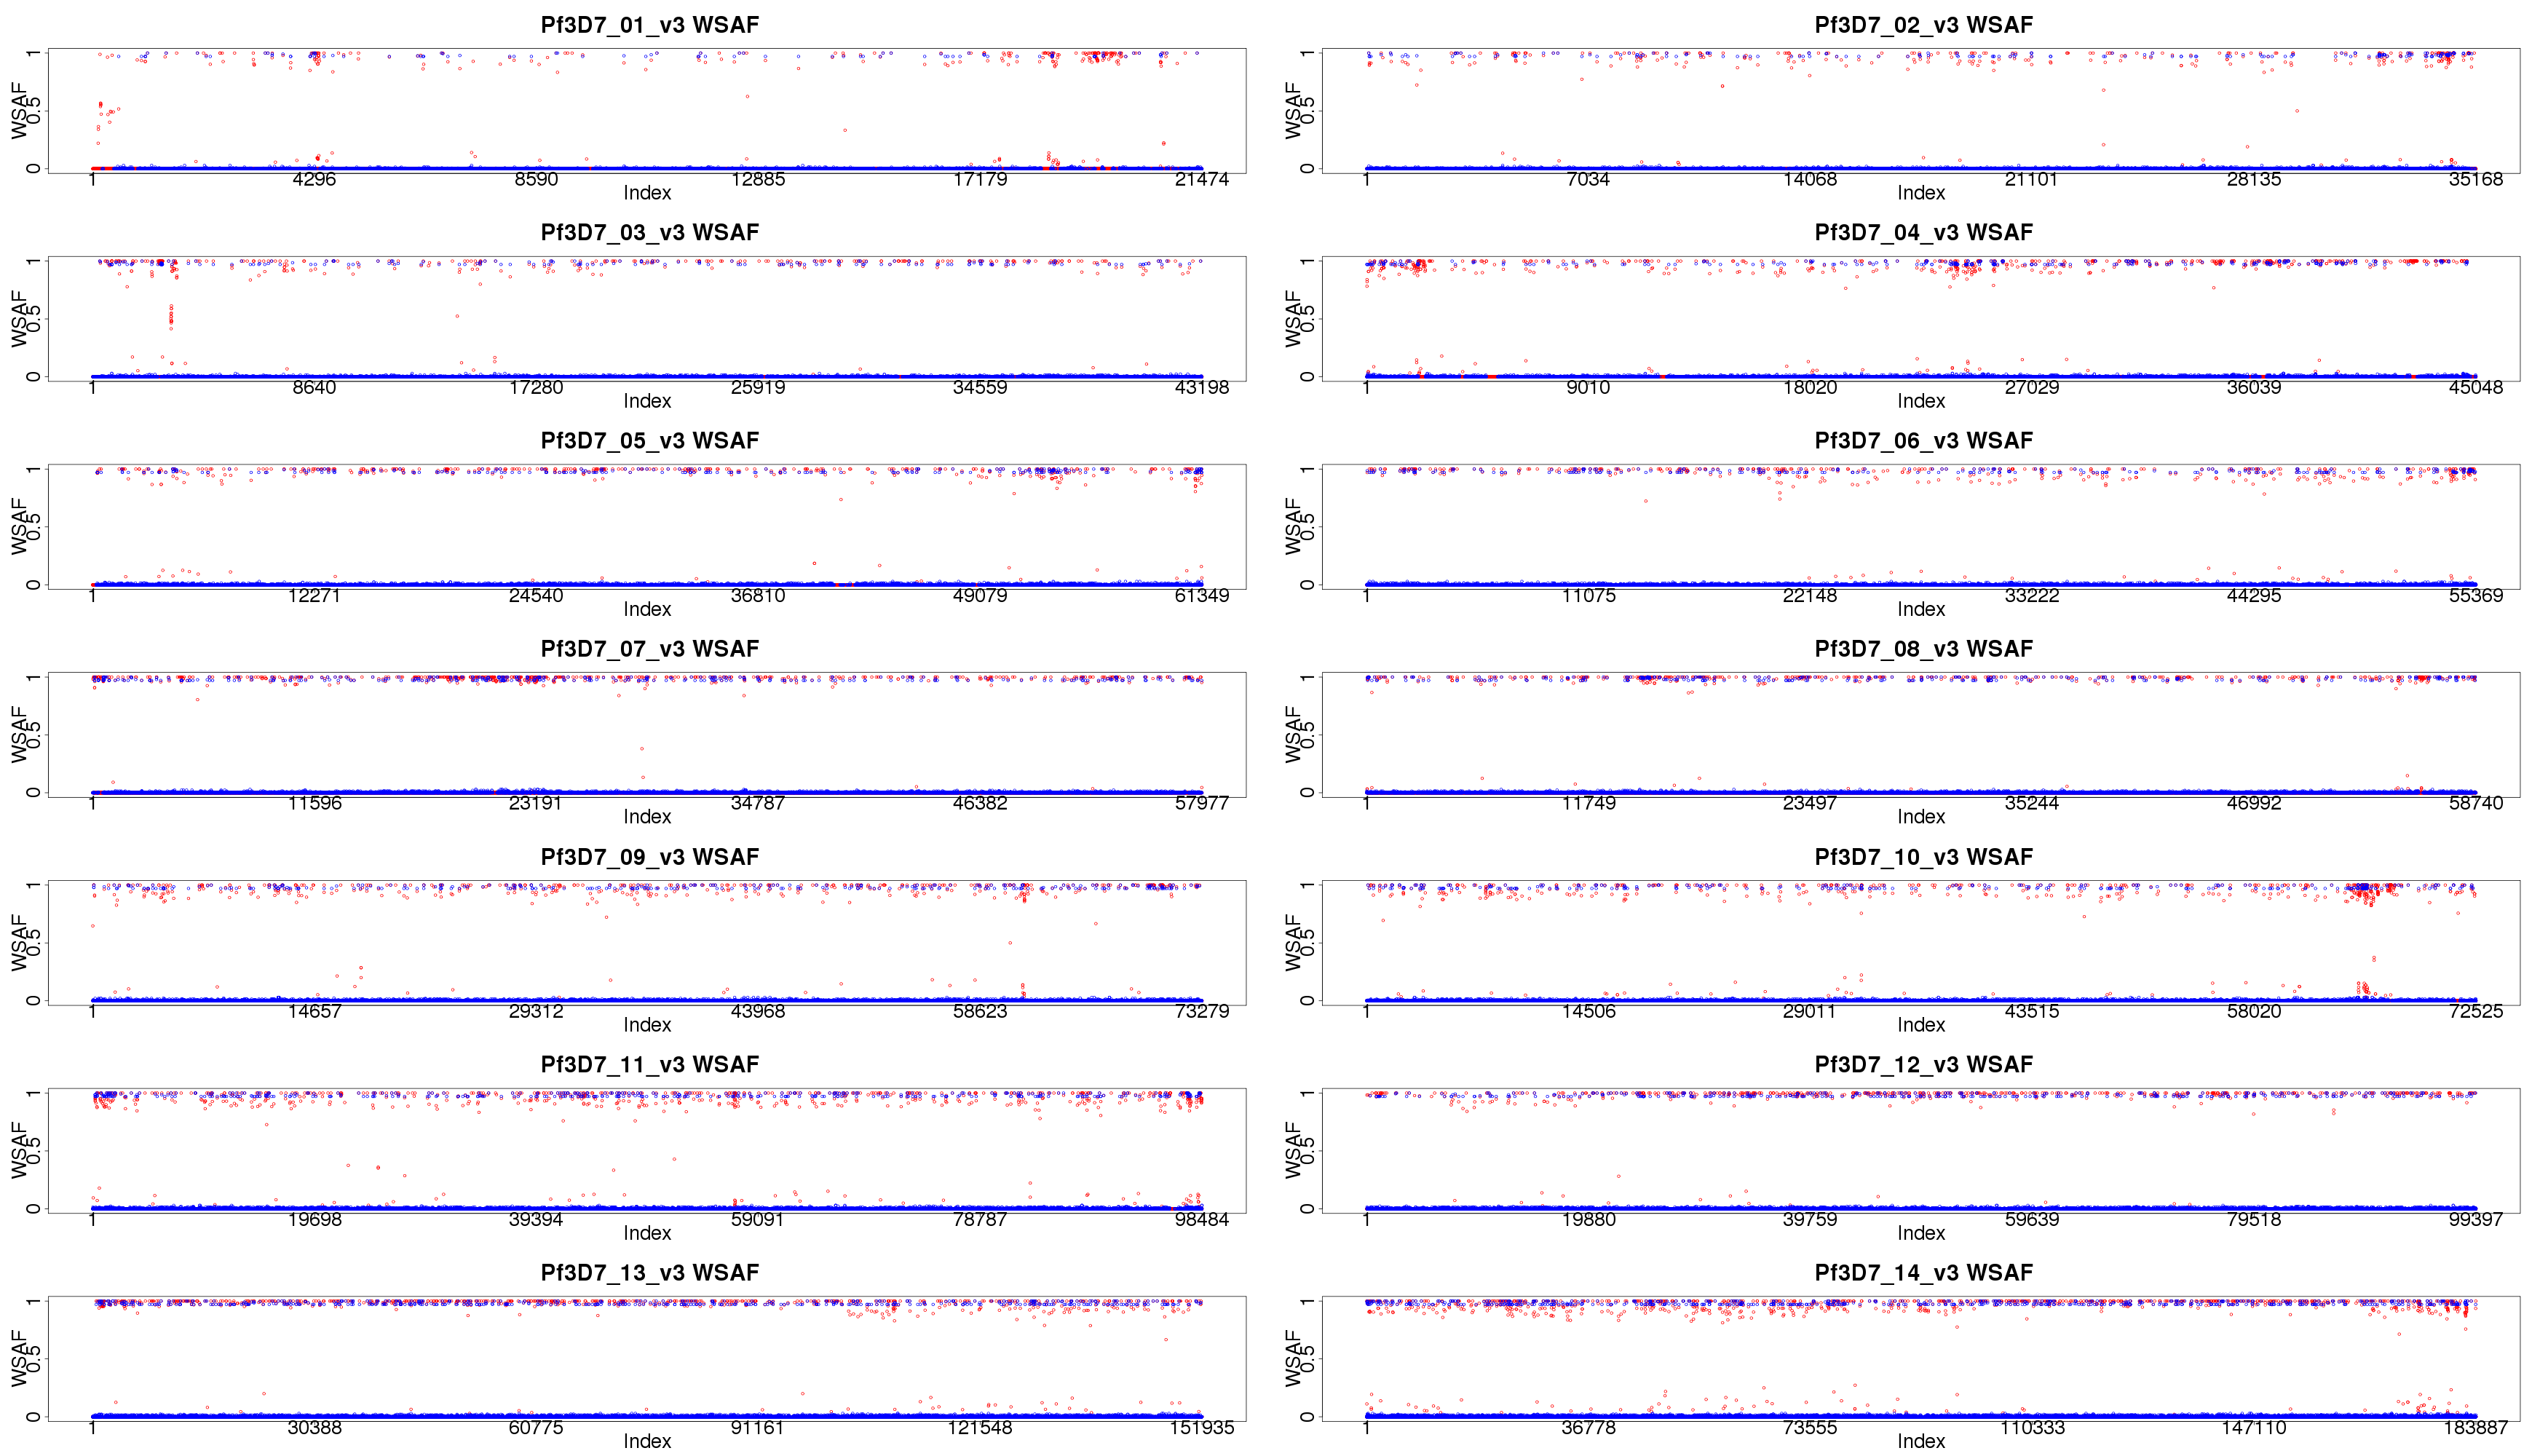 Pf3D7_01_v3 WSAF
WSAF
0 0.5 1
1 4296 8590 12885 17179 21474
Index
Pf3D7_02_v3 WSAF
WSAF
0 0.5 1
1 7034 14068 21101 28135 35168
Index
Pf3D7_03_v3 WSAF
WSAF
0 0.5 1
1 8640 17280 25919 34559 43198
Index
Pf3D7_04_v3 WSAF
WSAF
0 0.5 1
1 9010 18020 27029 36039 45048
Index
Pf3D7_05_v3 WSAF
WSAF
0 0.5 1
1 12271 24540 36810 49079 61349
Index
Pf3D7_06_v3 WSAF
WSAF
0 0.5 1
1 11075 22148 33222 44295 55369
Index
Pf3D7_07_v3 WSAF
WSAF
0 0.5 1
1 11596 23191 34787 46382 57977
Index
Pf3D7_08_v3 WSAF
WSAF
0 0.5 1
1 11749 23497 35244 46992 58740
Index
Pf3D7_09_v3 WSAF
WSAF
0 0.5 1
1 14657 29312 43968 58623 73279
Index
Pf3D7_10_v3 WSAF
WSAF
0 0.5 1
1 14506 29011 43515 58020 72525
Index
Pf3D7_11_v3 WSAF
WSAF
0 0.5 1
1 19698 39394 59091 78787 98484
Index
Pf3D7_12_v3 WSAF
WSAF
0 0.5 1
1 19880 39759 59639 79518 99397
Index
Pf3D7_13_v3 WSAF
WSAF
0 0.5 1
1 30388 60775 91161 121548 151935
Index
Pf3D7_14_v3 WSAF
WSAF
0 0.5 1
1 36778 73555 110333 147110 183887
Index